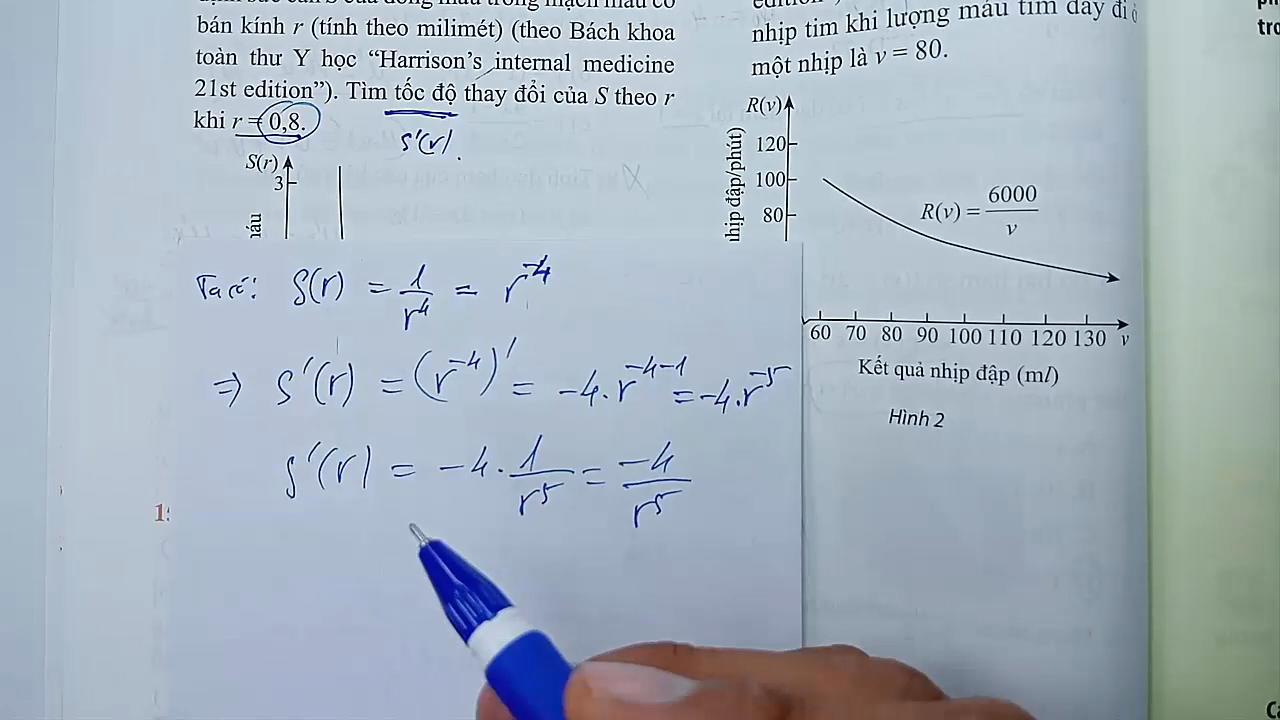 bán kính r (tính theo milimét) (theo Bách khoa
toàn thư Y học “Harrison’s internal medicine
21st edition”). Tìm tốc độ thay đổi của S theo r
khi r = 0,8.
S'(r).
S(r)
3
Ta có: S(r) = 1/r⁴ = r⁻⁴
⇒ S'(r) = (r⁻⁴)' = -4.r⁻⁴⁻¹ = -4.r⁻⁵
S'(r) = -4. 1/r⁵ = -4/r⁵
nhịp tim khi lượng máu tim đẩy đi ở
một nhịp là v = 80.
R(v)
120
100
80
R(v) = 6000/v
60 70 80 90 100 110 120 130 v
Kết quả nhịp đập (ml)
Hình 2